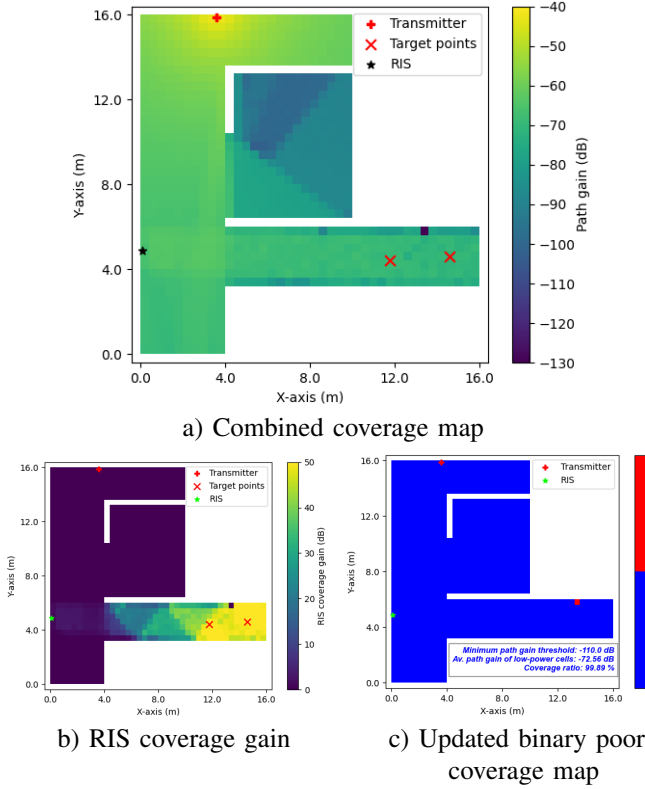 16.0
12.0
8.0
4.0
0.0
Y-axis (m)
Transmitter
Target points
RIS
0.0 4.0 8.0 12.0 16.0
X-axis (m)
−40
−50
−60
−70
−80
−90
−100
−110
−120
−130
Path gain (dB)
a) Combined coverage map
16.0
12.0
8.0
4.0
0.0
Y-axis (m)
Transmitter
Target points
RIS
0.0 4.0 8.0 12.0 16.0
X-axis (m)
50
40
30
20
10
0
RIS coverage gain (dB)
b) RIS coverage gain
16.0
12.0
8.0
4.0
0.0
Y-axis (m)
Transmitter
RIS
Minimum path gain threshold: -110.0 dB
Av. path gain of low-power cells: -72.56 dB
Coverage ratio: 99.89 %
0.0 4.0 8.0 12.0 16.0
X-axis (m)
c) Updated binary poor
coverage map